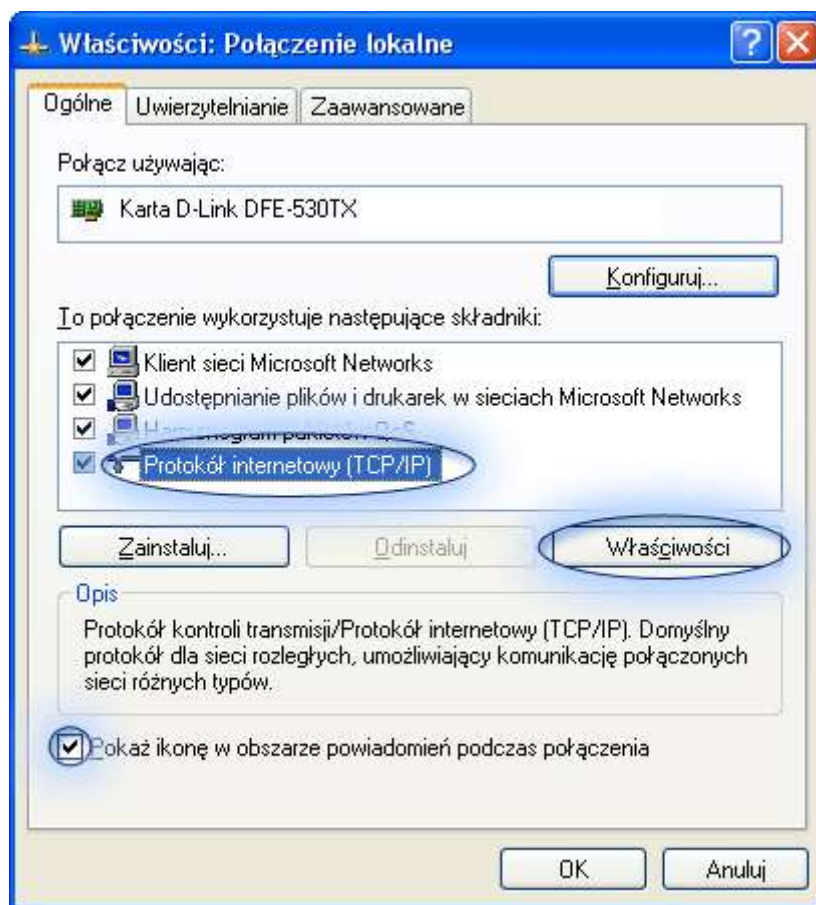 Właściwości: Połączenie lokalne
Ogólne Uwierzytelnianie Zaawansowane
Połącz używając:
Karta D-Link DFE-530TX
Konfiguruj...
To połączenie wykorzystuje następujące składniki:
Klient sieci Microsoft Networks
Udostępnianie plików i drukarek w sieciach Microsoft Networks
Harmonogram pakietów QoS
Protokół internetowy (TCP/IP)
Zainstaluj... Odinstaluj Właściwości
Opis
Protokół kontroli transmisji/Protokół internetowy (TCP/IP). Domyślny
protokół dla sieci rozległych, umożliwiający komunikację połączonych
sieci różnych typów.
Pokaż ikonę w obszarze powiadomień podczas połączenia
OK Anuluj